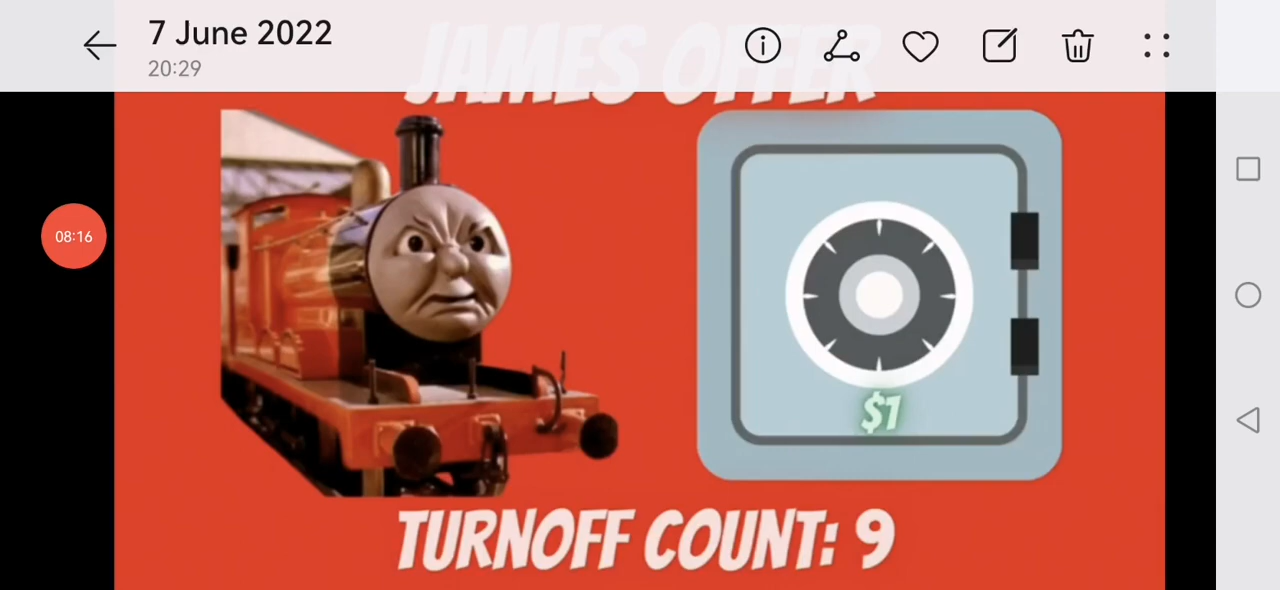 7 June 2022
20:29
JAMES OFFER
08:16
$1
TURNOFF COUNT: 9